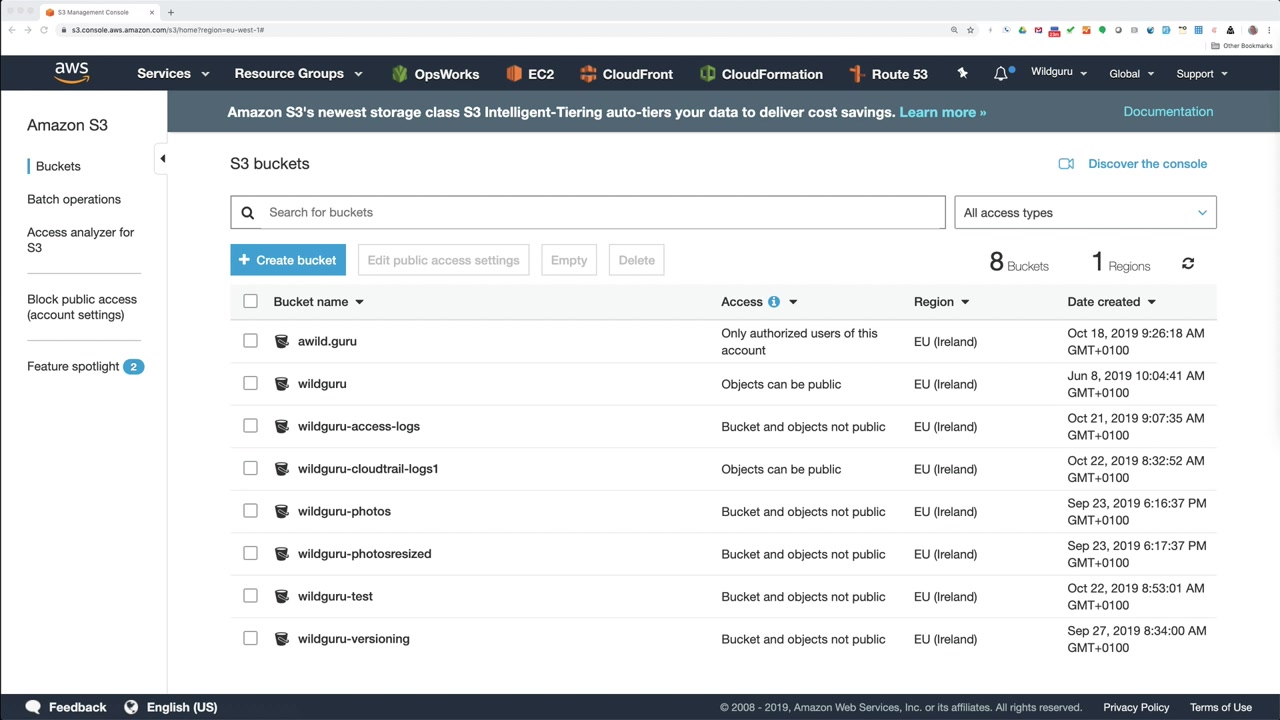 S3 Management Console
s3.console.aws.amazon.com/s3/home?region=eu-west-1#
Other Bookmarks
aws
Services
Resource Groups
OpsWorks
EC2
CloudFront
CloudFormation
Route 53
Wildguru
Global
Support
Amazon S3's newest storage class S3 Intelligent-Tiering auto-tiers your data to deliver cost savings. Learn more »
Documentation
Amazon S3
Buckets
Batch operations
Access analyzer for
S3
Block public access
(account settings)
Feature spotlight 2
S3 buckets
Discover the console
Search for buckets
All access types
+ Create bucket
Edit public access settings
Empty
Delete
8 Buckets
1 Regions
Bucket name
Access
Region
Date created
awild.guru
Only authorized users of this
account
EU (Ireland)
Oct 18, 2019 9:26:18 AM
GMT+0100
wildguru
Objects can be public
EU (Ireland)
Jun 8, 2019 10:04:41 AM
GMT+0100
wildguru-access-logs
Bucket and objects not public
EU (Ireland)
Oct 21, 2019 9:07:35 AM
GMT+0100
wildguru-cloudtrail-logs1
Objects can be public
EU (Ireland)
Oct 22, 2019 8:32:52 AM
GMT+0100
wildguru-photos
Bucket and objects not public
EU (Ireland)
Sep 23, 2019 6:16:37 PM
GMT+0100
wildguru-photosresized
Bucket and objects not public
EU (Ireland)
Sep 23, 2019 6:17:37 PM
GMT+0100
wildguru-test
Bucket and objects not public
EU (Ireland)
Oct 22, 2019 8:53:01 AM
GMT+0100
wildguru-versioning
Bucket and objects not public
EU (Ireland)
Sep 27, 2019 8:34:00 AM
GMT+0100
Feedback
English (US)
© 2008 - 2019, Amazon Web Services, Inc. or its affiliates. All rights reserved.
Privacy Policy
Terms of Use